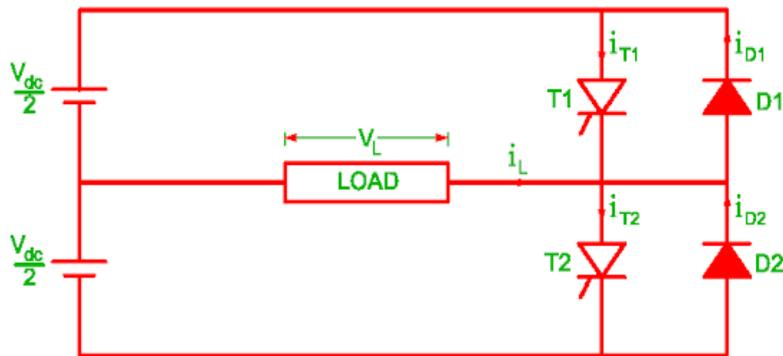 i_T1
i_D1
V_dc/2
T1
D1
V_L
i_L
LOAD
i_T2
i_D2
V_dc/2
T2
D2